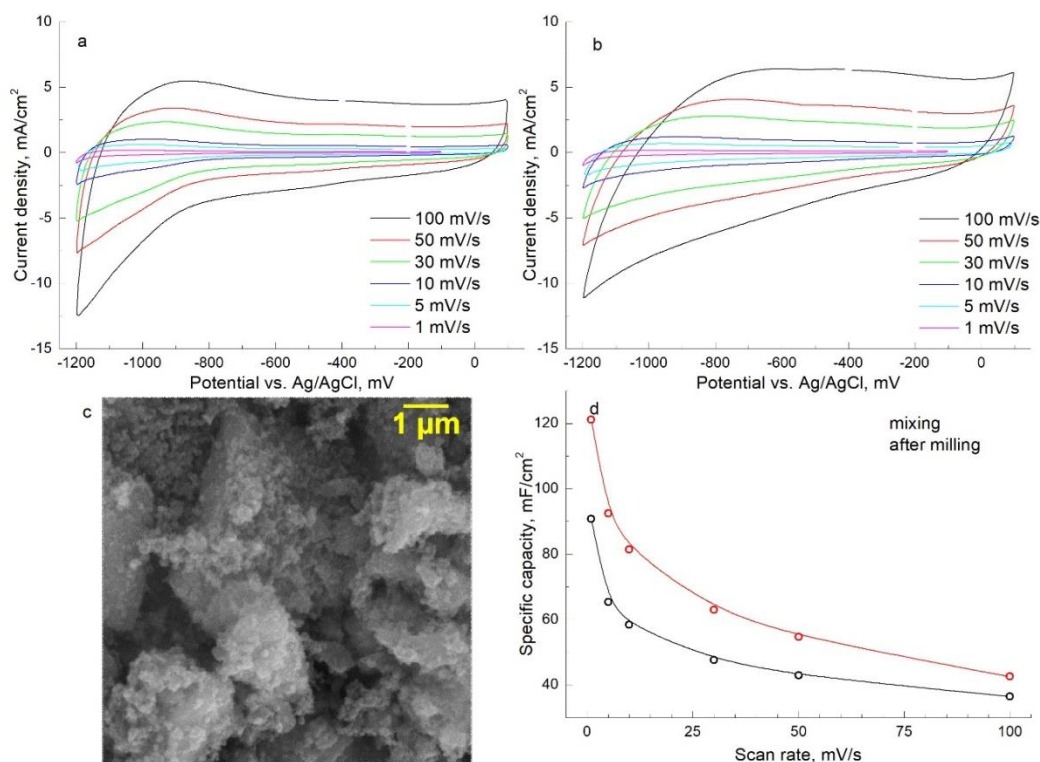 a
Current density, mA/cm²
10
5
0
-5
-10
-15
100 mV/s
50 mV/s
30 mV/s
10 mV/s
5 mV/s
1 mV/s
-1200 -1000 -800 -600 -400 -200 0
Potential vs. Ag/AgCl, mV
b
Current density, mA/cm²
10
5
0
-5
-10
-15
100 mV/s
50 mV/s
30 mV/s
10 mV/s
5 mV/s
1 mV/s
-1200 -1000 -800 -600 -400 -200 0
Potential vs. Ag/AgCl, mV
c
1 µm
d
mixing
after milling
Specific capacity, mF/cm²
120
100
80
60
40
0 25 50 75 100
Scan rate, mV/s